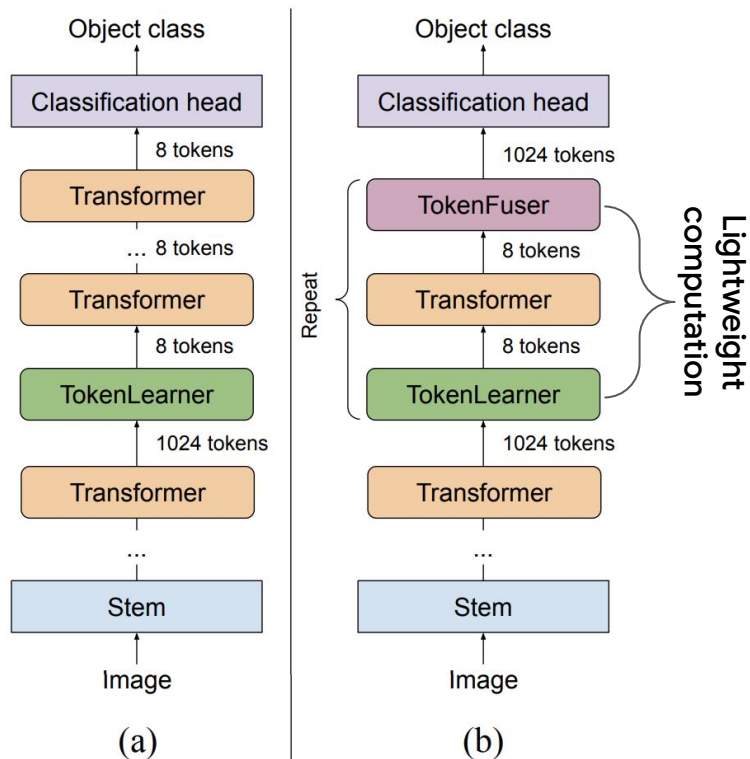 Object class
Classification head
8 tokens
Transformer
... 8 tokens
Transformer
8 tokens
TokenLearner
1024 tokens
Transformer
...
Stem
Image
(a)
Object class
Classification head
1024 tokens
TokenFuser
8 tokens
Transformer
8 tokens
TokenLearner
1024 tokens
Transformer
...
Stem
Image
(b)
Repeat
Lightweight
computation